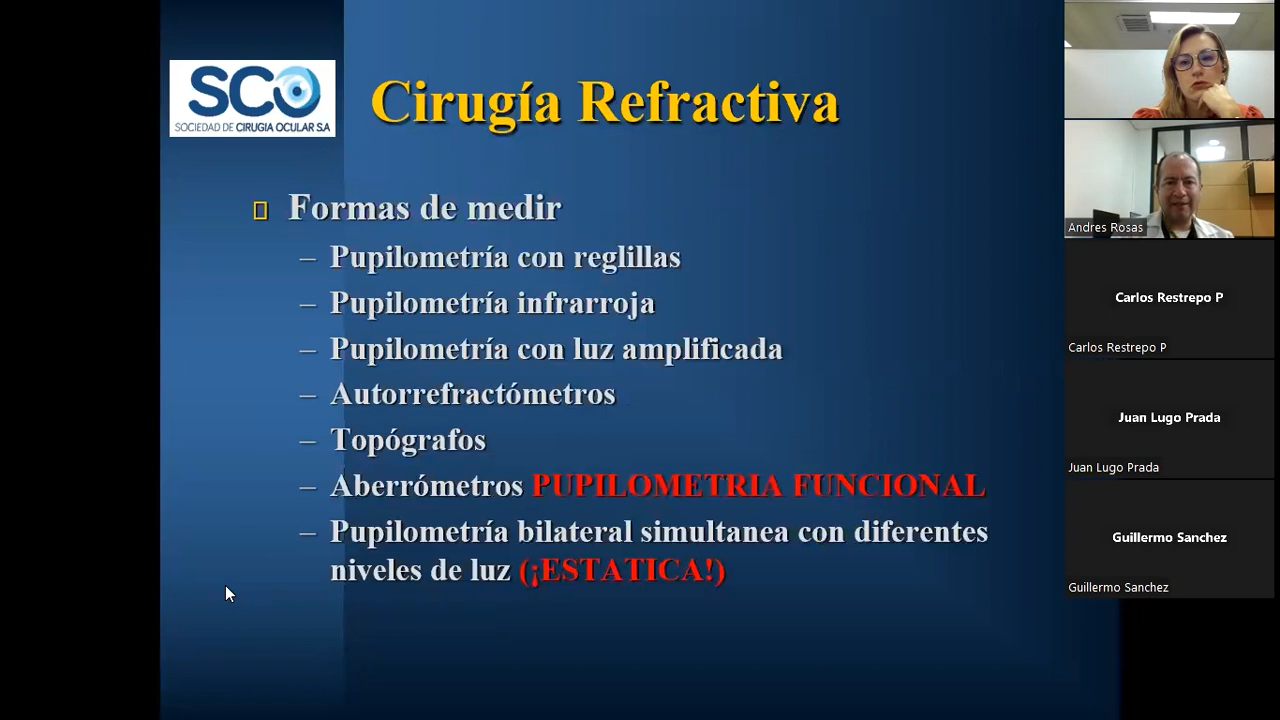 SCO
SOCIEDAD DE CIRUGIA OCULAR S.A
Cirugía Refractiva
Formas de medir
– Pupilometría con reglillas
– Pupilometría infrarroja
– Pupilometría con luz amplificada
– Autorrefractómetros
– Topógrafos
– Aberrómetros PUPILOMETRIA FUNCIONAL
– Pupilometría bilateral simultanea con diferentes
niveles de luz (¡ESTATICA!)
Andres Rosas
Carlos Restrepo P
Carlos Restrepo P
Juan Lugo Prada
Juan Lugo Prada
Guillermo Sanchez
Guillermo Sanchez